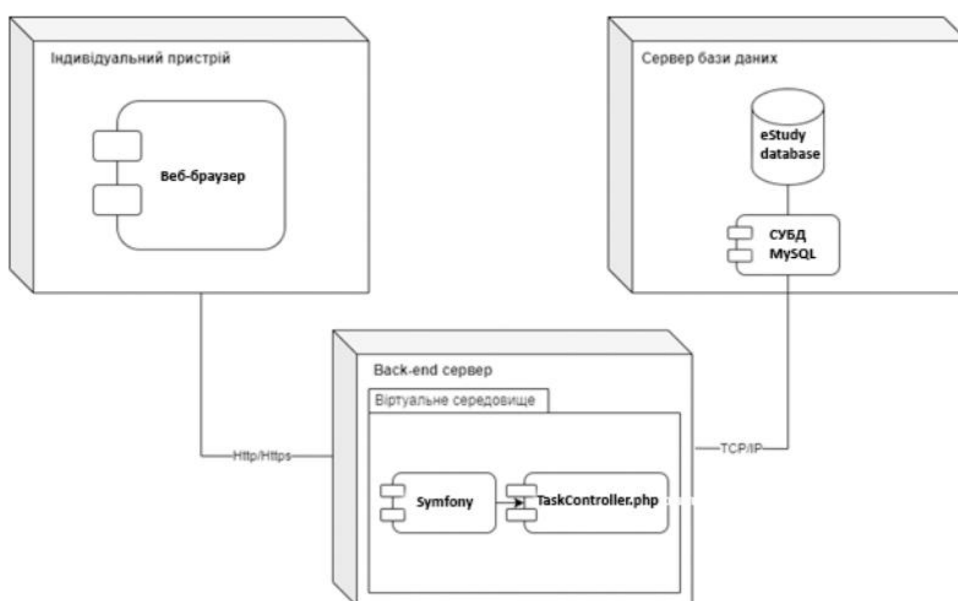 Індивідуальний пристрій
Веб-браузер
Сервер бази даних
eStudy
database
СУБД
MySQL
Back-end сервер
Віртуальне середовище
Http/Https
TCP/IP
Symfony
TaskController.php